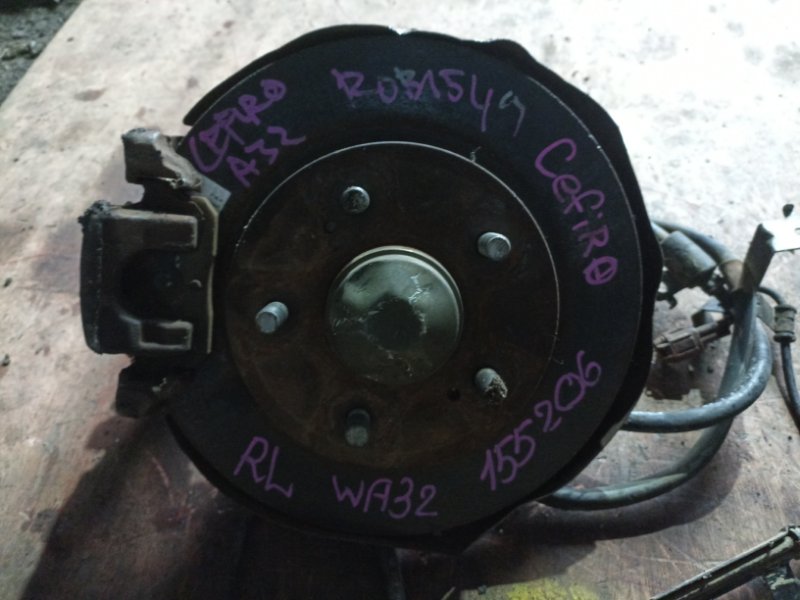 CEFIRO
A32
R0B1549
CefiRO
RL
WA32
155206